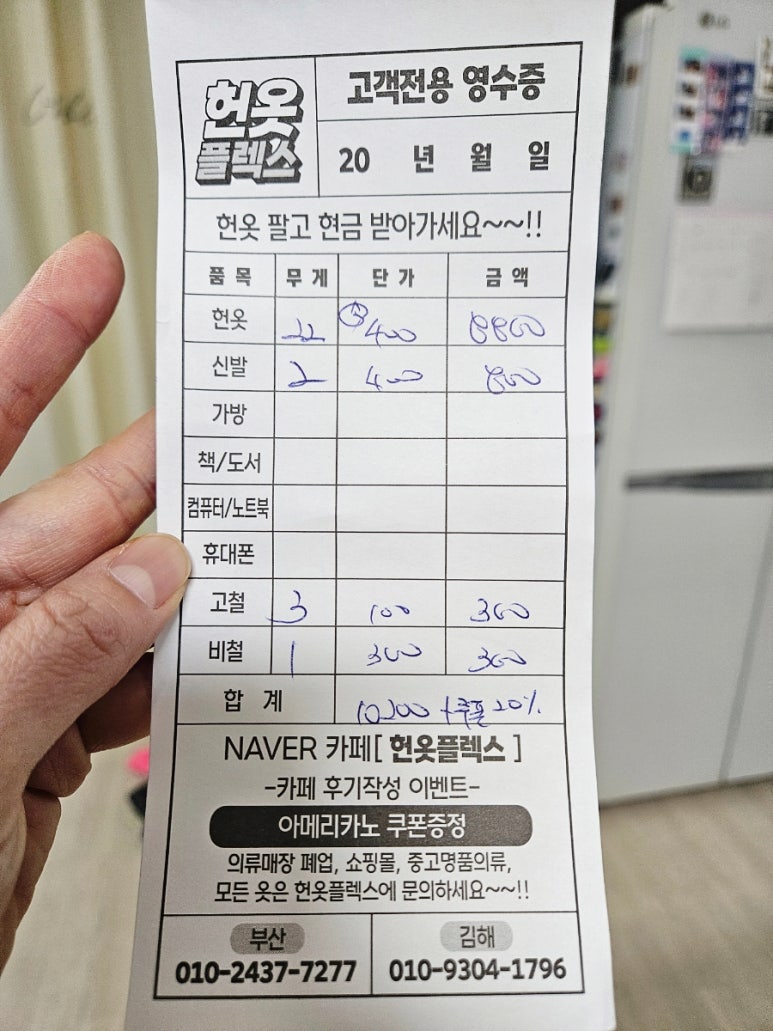 헌옷
플렉스
고객전용 영수증
20 년 월 일
헌옷 팔고 현금 받아가세요~~!!
품 목 무 게 단 가 금 액
헌옷 22 400 8800
신발 2 400 800
가방
책/도서
컴퓨터/노트북
휴대폰
고철 3 100 300
비철 1 300 300
합 계 10200 +쿠폰 20%
NAVER 카페[ 헌옷플렉스 ]
-카페 후기작성 이벤트-
아메리카노 쿠폰증정
의류매장 폐업, 쇼핑몰, 중고명품의류,
모든 옷은 헌옷플렉스에 문의하세요~~!!
부산 김해
010-2437-7277 010-9304-1796